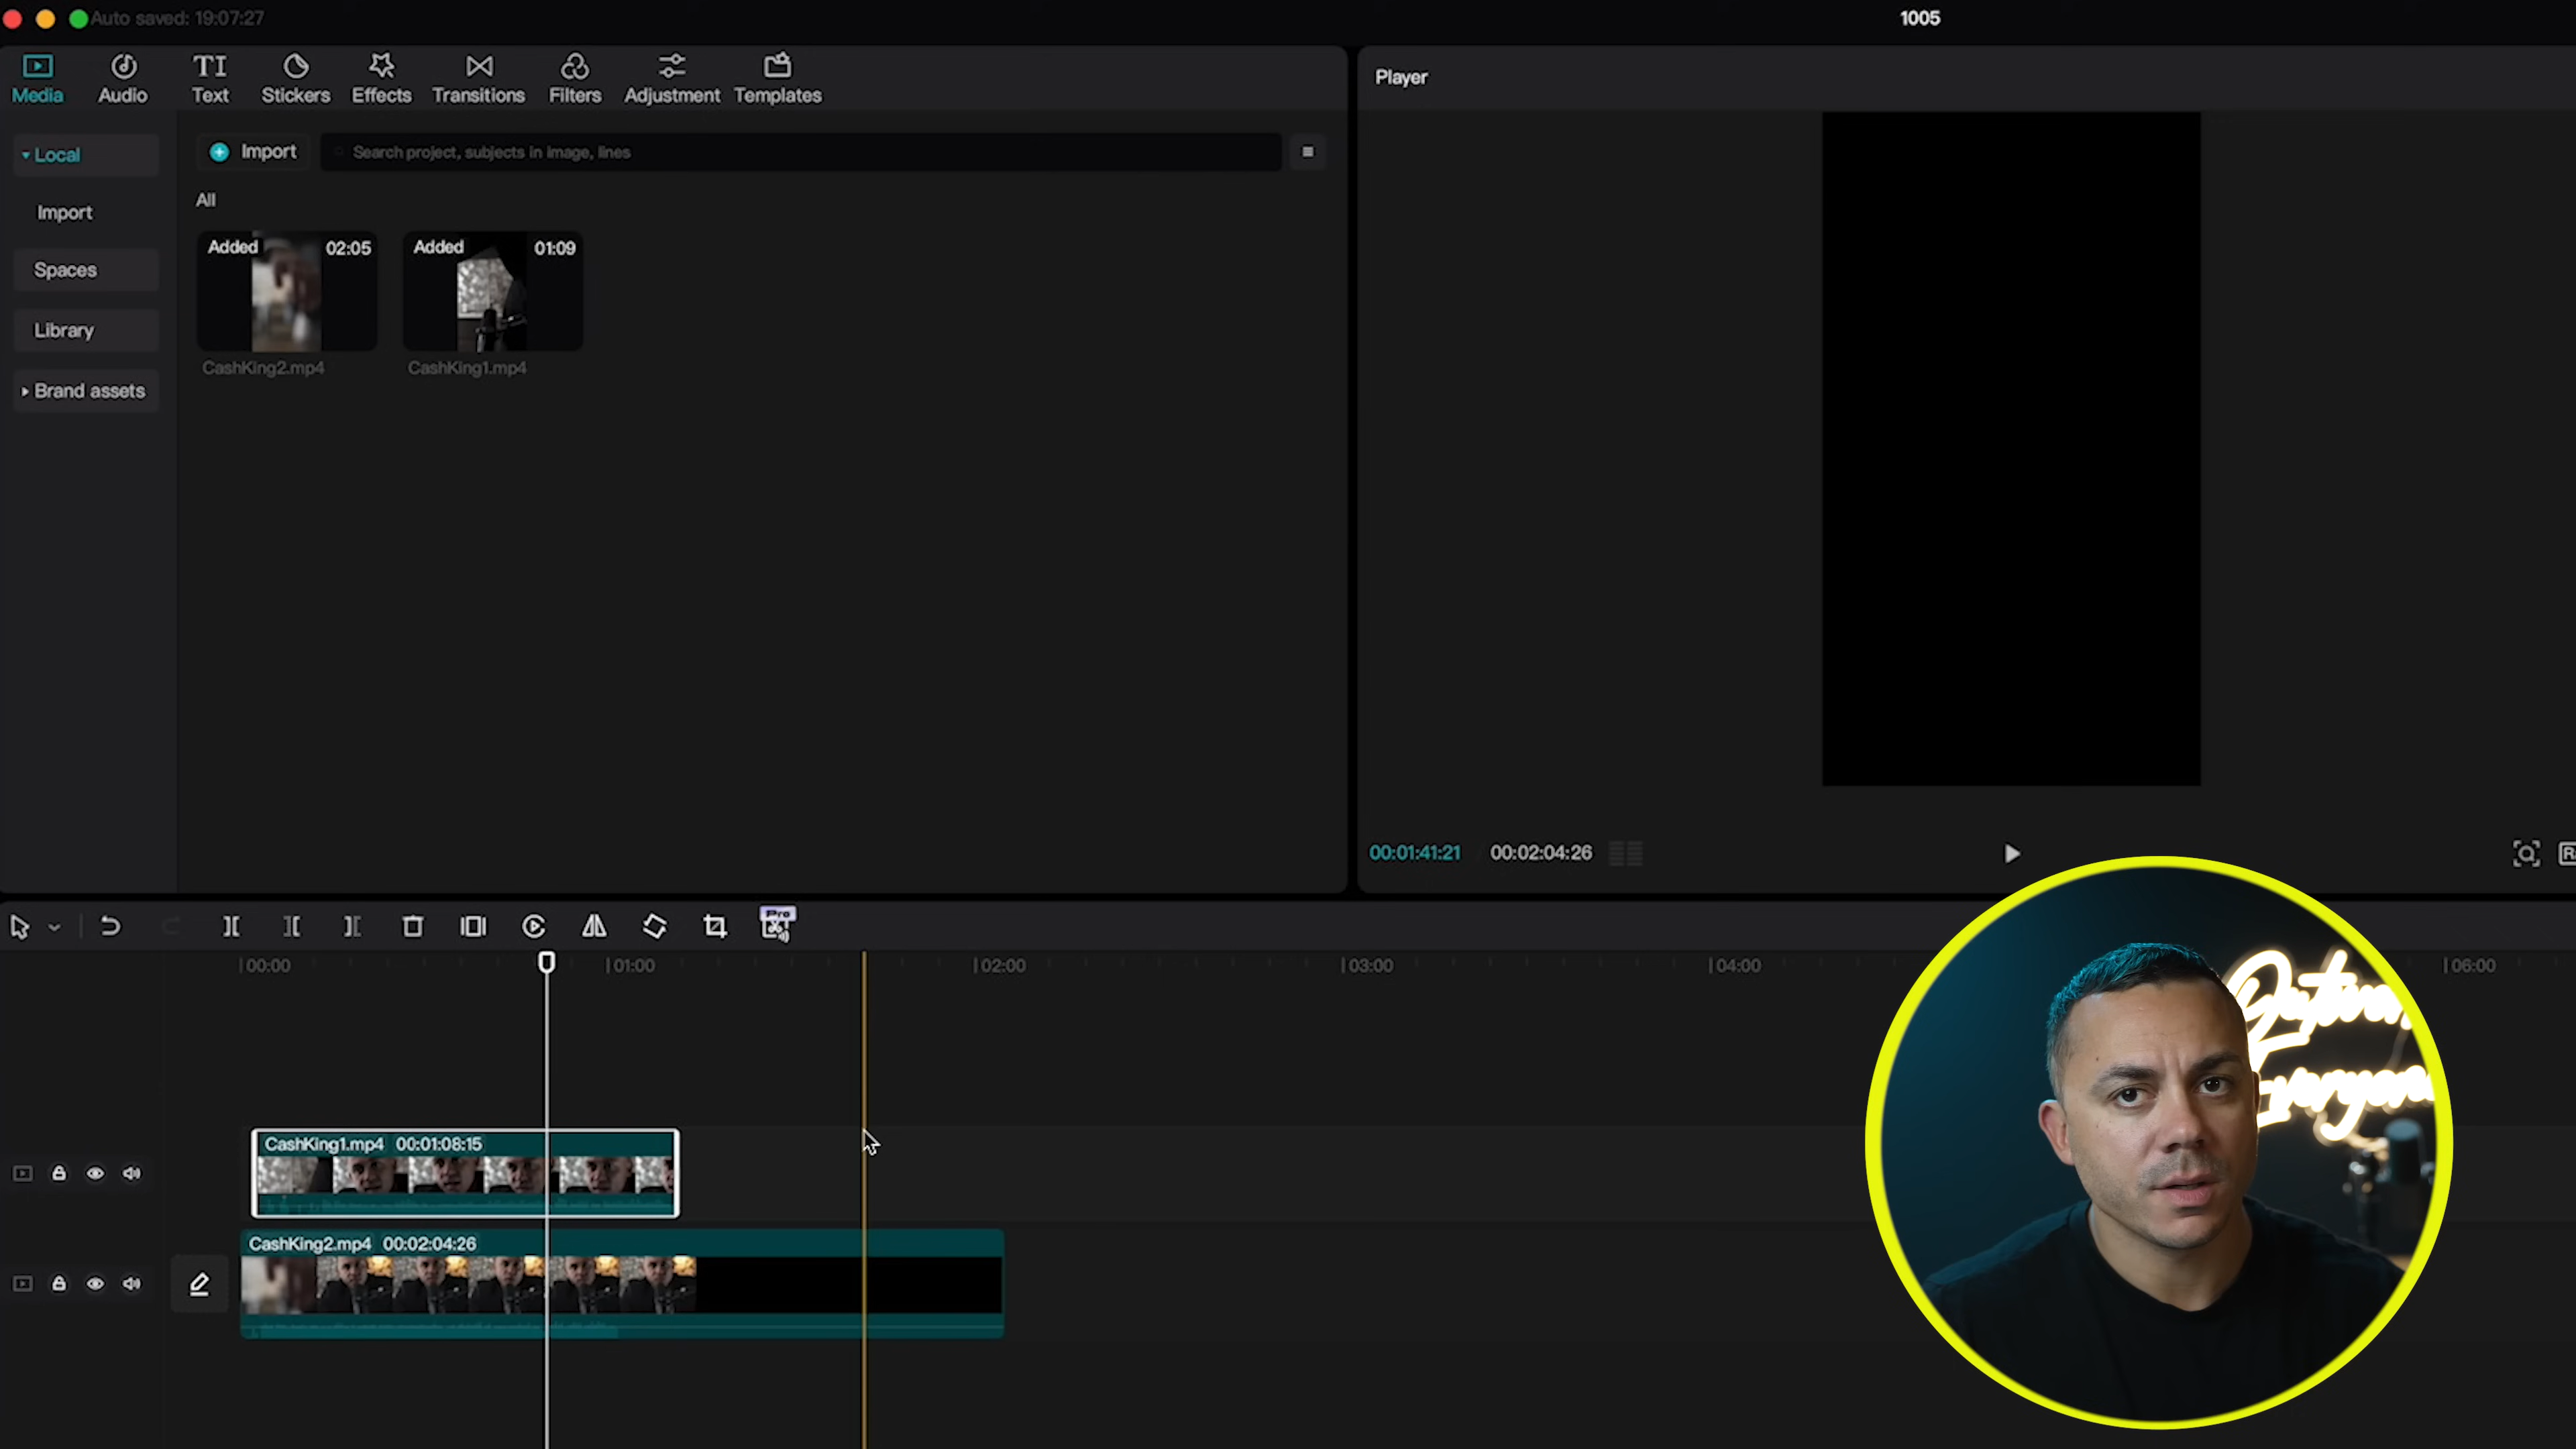 Auto saved: 19:07:27
1005
Media
Audio
Text
Stickers
Effects
Transitions
Filters
Adjustment
Templates
Player
Local
Import
Search project, subjects in image, lines
All
Import
Spaces
Library
Brand assets
Added 02:05
Added 01:09
CashKing2.mp4
CashKing1.mp4
00:01:41:21
00:02:04:26
Pro
00:00
01:00
02:00
03:00
04:00
06:00
CashKing1.mp4 00:01:08:15
CashKing2.mp4 00:02:04:26